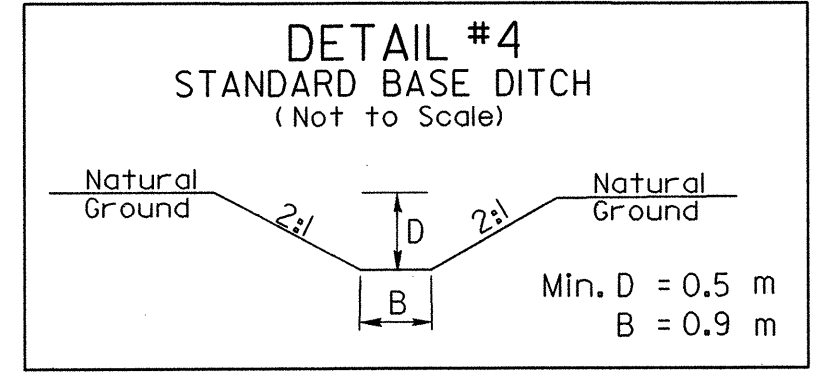 DETAIL #4
STANDARD BASE DITCH
(Not to Scale)
Natural
Ground
2:1
D
2:1
Natural
Ground
B
Min. D = 0.5 m
B = 0.9 m